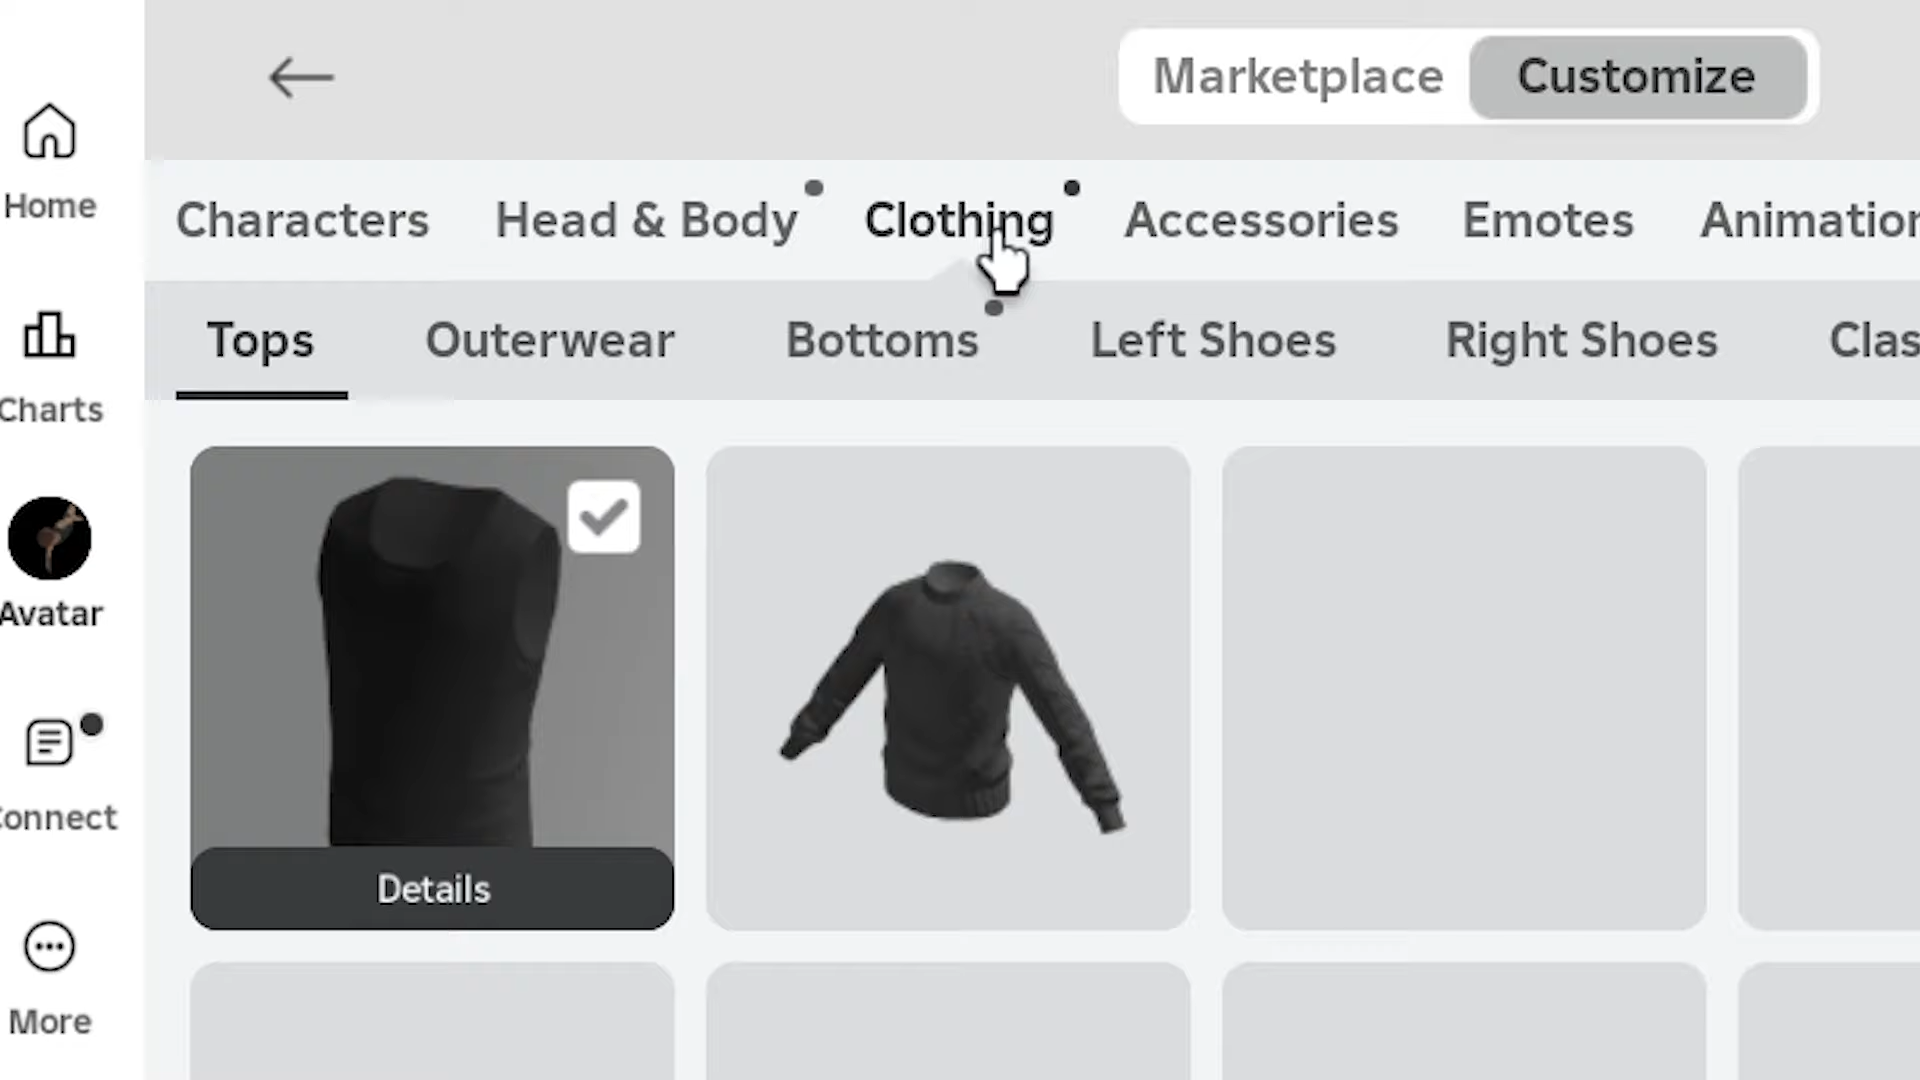 Marketplace Customize
Home
Characters Head & Body Clothing Accessories Emotes
Tops Outerwear Bottoms Left Shoes Right Shoes
Charts
Avatar
Details
More